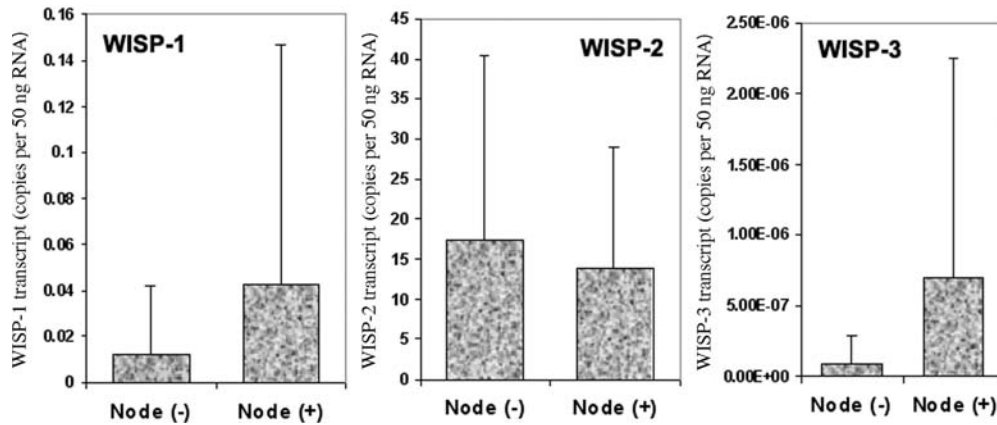 WISP-1 transcript (copies per 50 ng RNA)
0.16
0.14
0.12
0.1
0.08
0.06
0.04
0.02
0
WISP-1
Node (-)
Node (+)
WISP-2 transcript (copies per 50 ng RNA)
45
40
35
30
25
20
15
10
5
0
WISP-2
Node (-)
Node (+)
WISP-3 transcript (copies per 50 ng RNA)
2.50E-06
2.00E-06
1.50E-06
1.00E-06
5.00E-07
0.00E+00
WISP-3
Node (-)
Node (+)